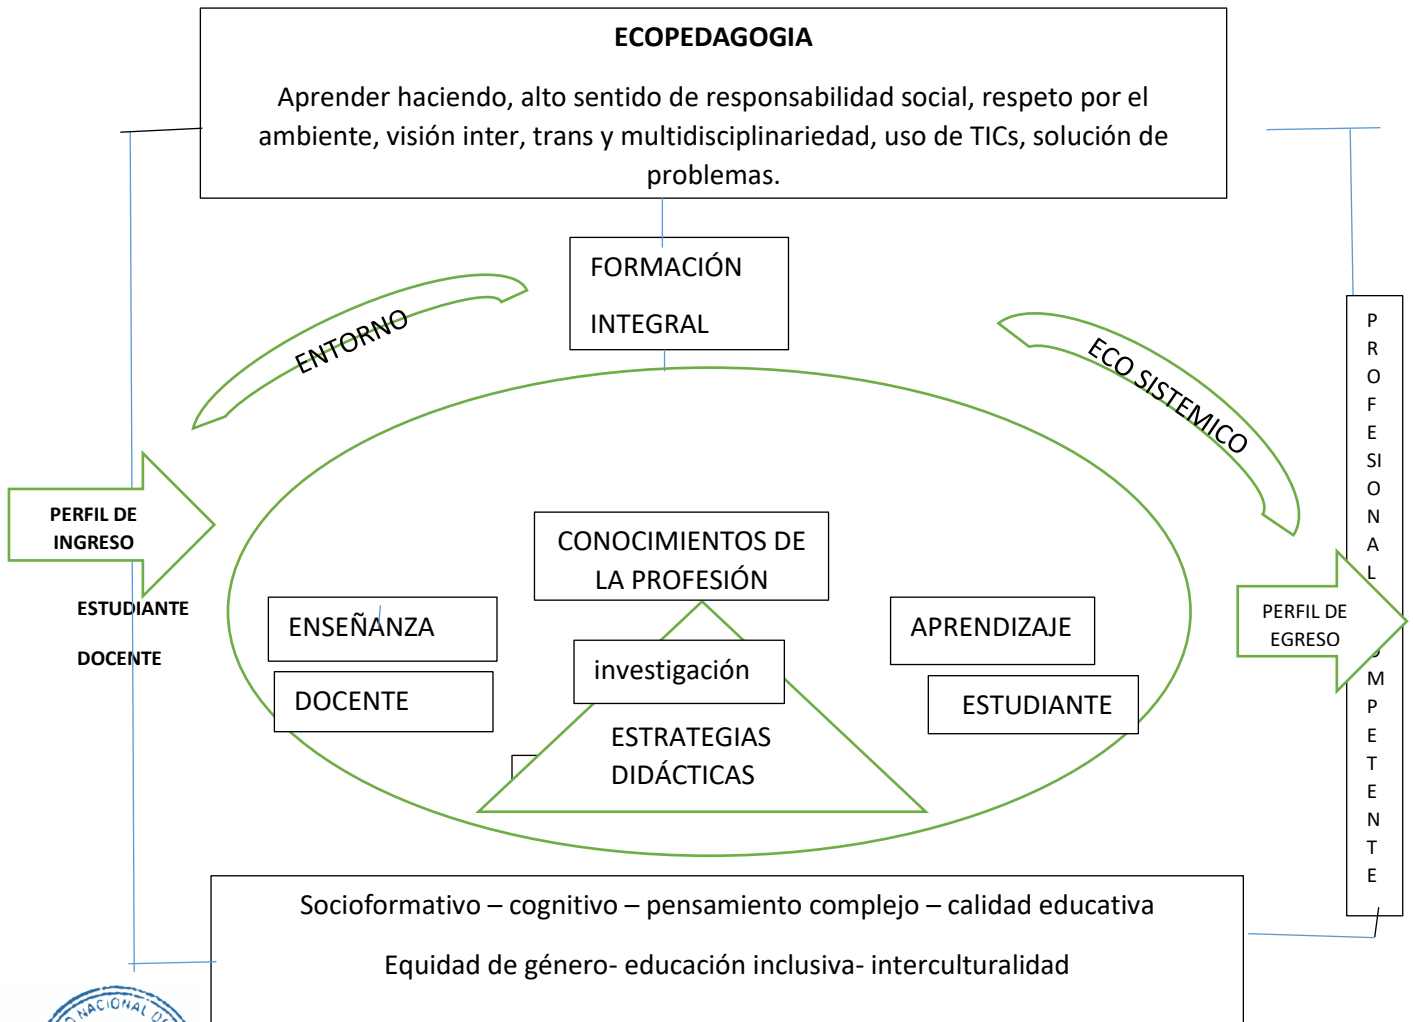 ECOPEDAGOGIA
Aprender haciendo, alto sentido de responsabilidad social, respeto por el
ambiente, visión inter, trans y multidisciplinariedad, uso de TICs, solución de
problemas.
FORMACIÓN
INTEGRAL
ENTORNO
ECO SISTEMICO
PERFIL DE
INGRESO
ESTUDIANTE
DOCENTE
CONOCIMIENTOS DE
LA PROFESIÓN
ENSEÑANZA
DOCENTE
investigación
ESTRATEGIAS
DIDÁCTICAS
APRENDIZAJE
ESTUDIANTE
PERFIL DE
EGRESO
P
R
O
F
E
SI
O
N
A
L
M
P
E
T
E
N
T
E
Socioformativo – cognitivo – pensamiento complejo – calidad educativa
Equidad de género- educación inclusiva- interculturalidad
NACIONAL